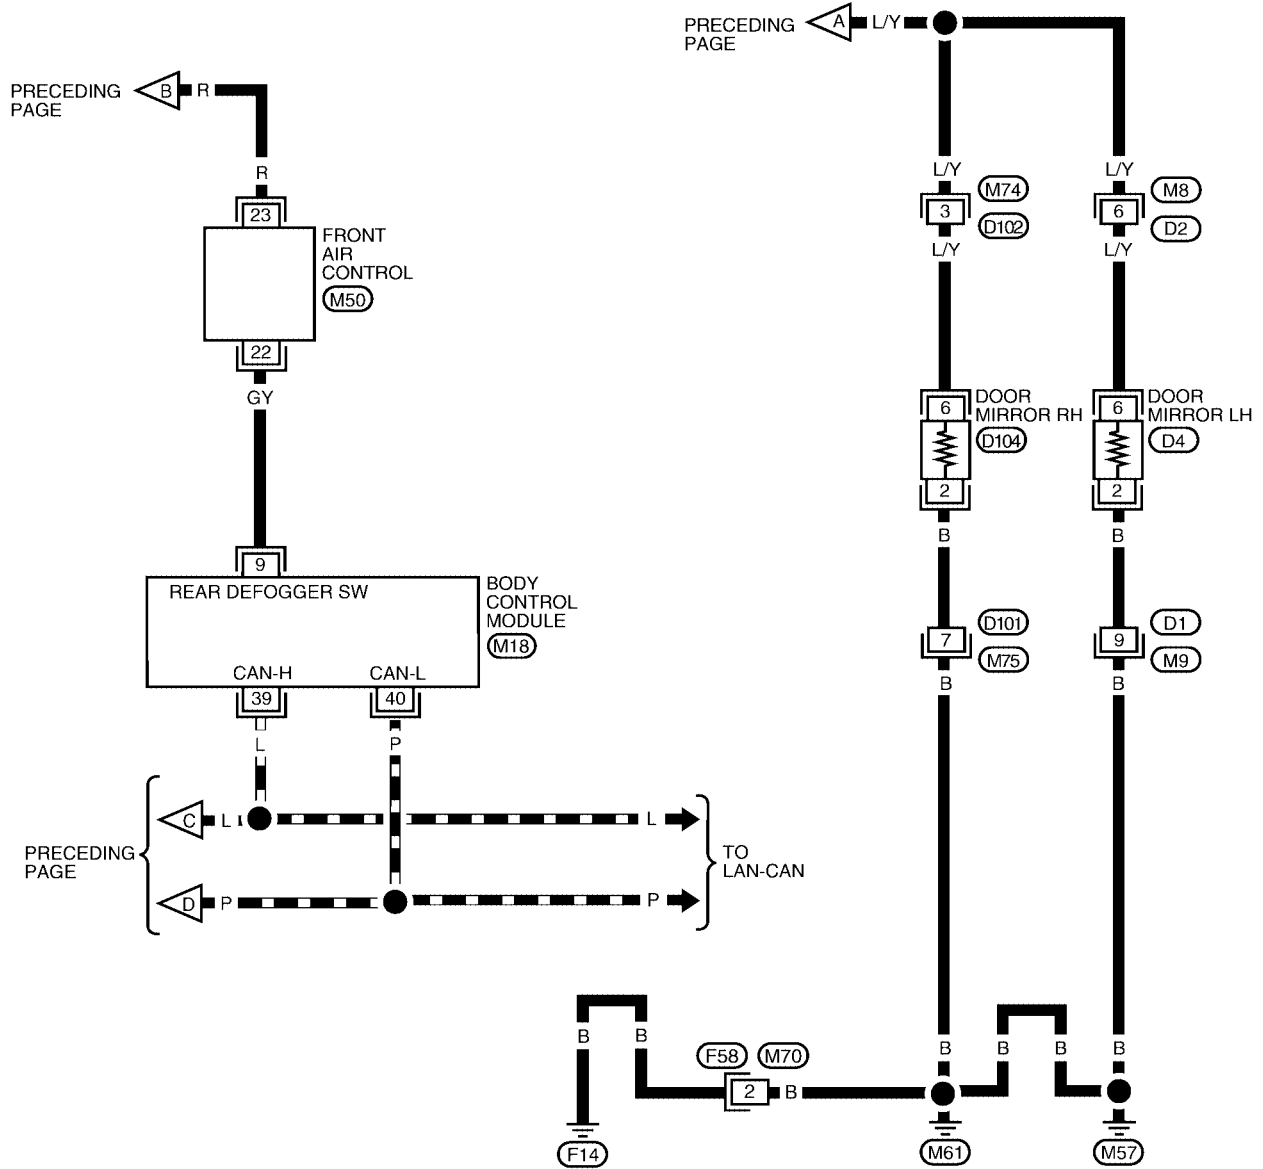 PRECEDING
PAGE
A
L/Y
PRECEDING
PAGE
B
R
R
23
FRONT
AIR
CONTROL
M50
22
GY
9
REAR DEFOGGER SW
BODY
CONTROL
MODULE
M18
CAN-H
CAN-L
39
40
L
P
C
L
L
PRECEDING
PAGE
TO
LAN-CAN
D
P
P
L/Y
L/Y
M74
M8
3
6
D102
D2
L/Y
L/Y
6
DOOR
MIRROR RH
D104
6
DOOR
MIRROR LH
D4
2
2
B
B
D101
D1
7
9
M75
M9
B
B
B
B
B
B
B
B
F58
M70
2
B
F14
M61
M57